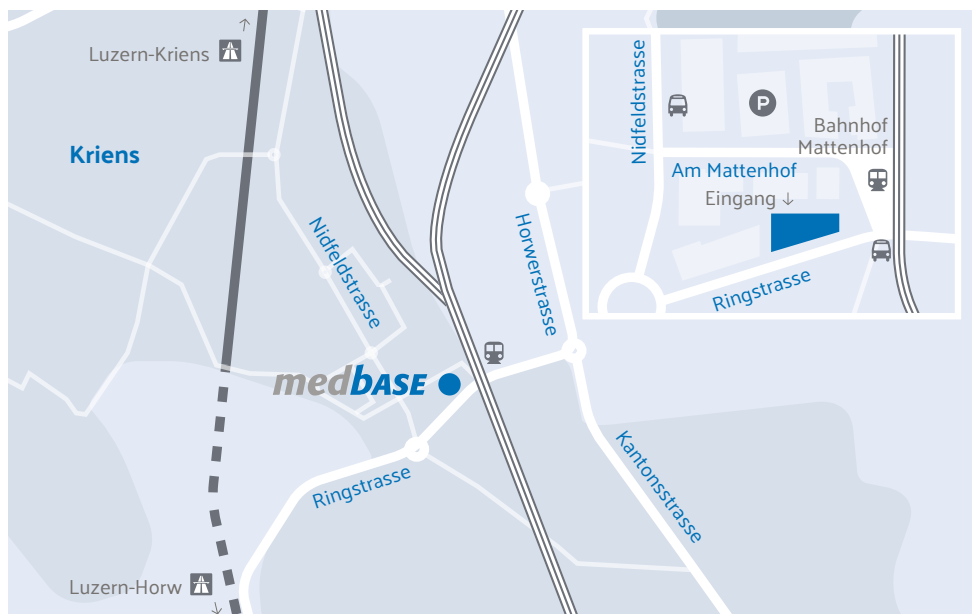 Luzern-Kriens
Kriens
Nidfeldstrasse
Horwerstrasse
medbase
Ringstrasse
Kantonsstrasse
Luzern-Horw
Nidfeldstrasse
P
Bahnhof
Mattenhof
Am Mattenhof
Eingang ↓
Ringstrasse